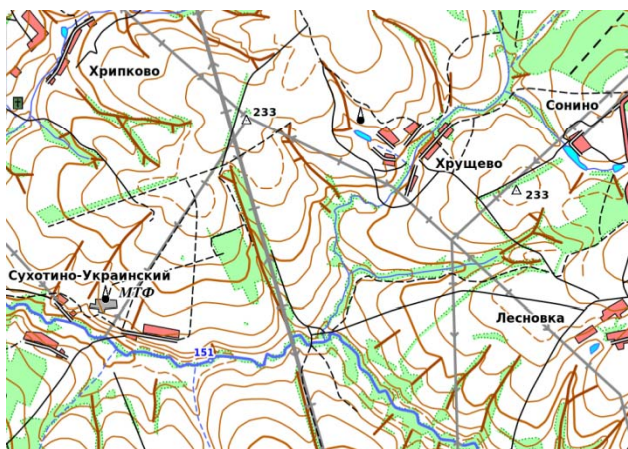 Хрипково
233
Сонино
Хрущево
233
Сухотино-Украинский
МТФ
Лесновка
151